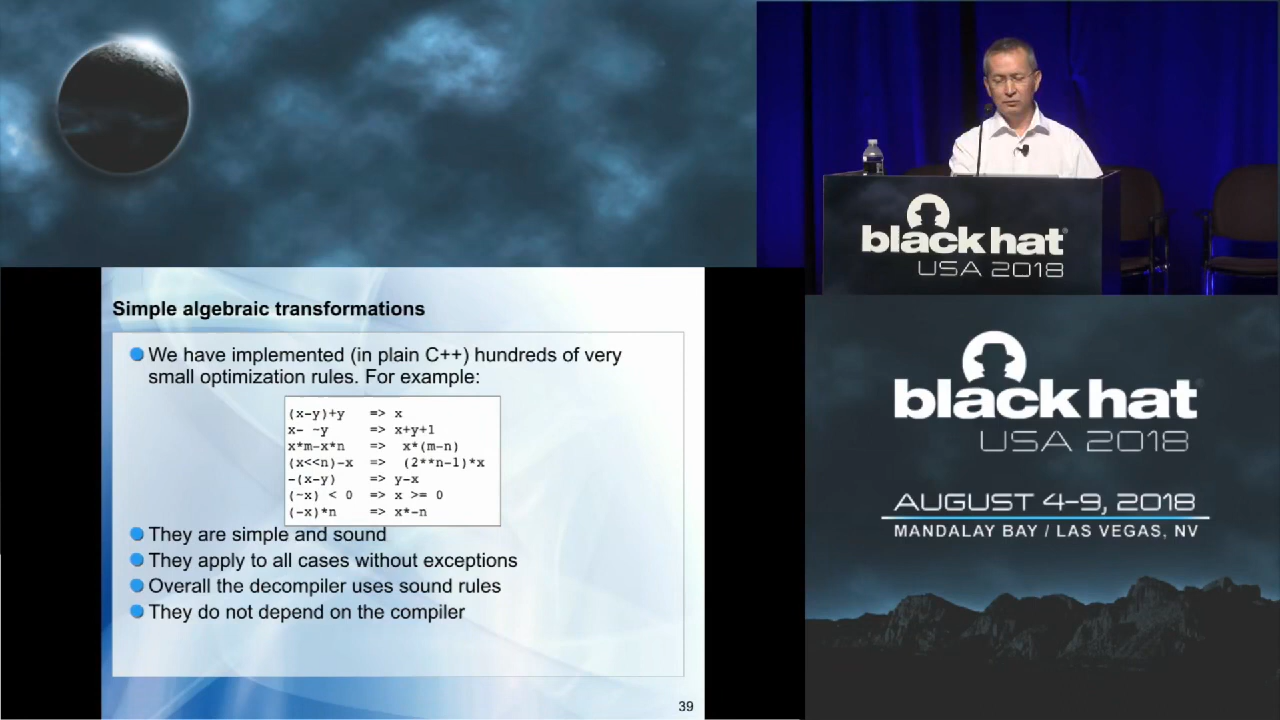 black hat®
USA 2018
Simple algebraic transformations
We have implemented (in plain C++) hundreds of very
small optimization rules. For example:
(x-y)+y => x
x- ~y => x+y+1
x*m-x*n => x*(m-n)
(x<<n)-x => (2**n-1)*x
-(x-y) => y-x
(~x) < 0 => x >= 0
(-x)*n => x*-n
They are simple and sound
They apply to all cases without exceptions
Overall the decompiler uses sound rules
They do not depend on the compiler
39
black hat®
USA 2018
AUGUST 4-9, 2018
MANDALAY BAY / LAS VEGAS, NV